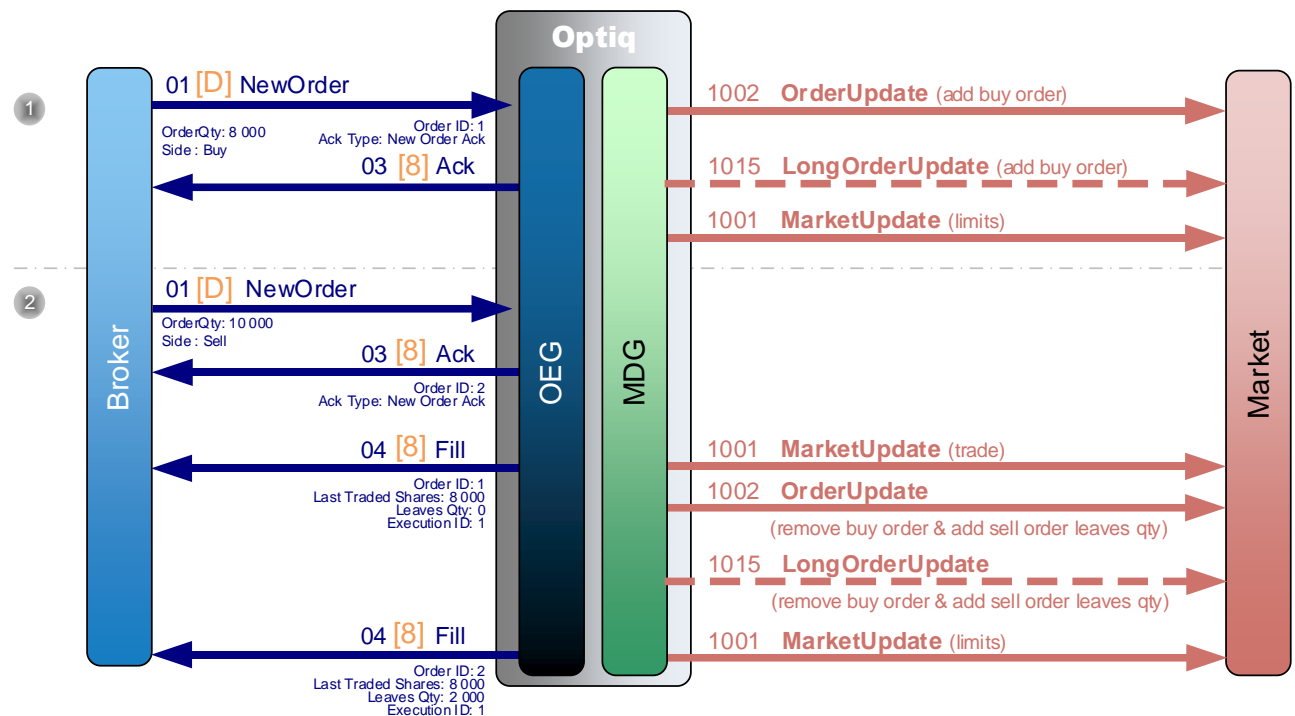 Optiq
1
01 [D] NewOrder
OrderQty: 8 000
Side : Buy
Order ID: 1
Ack Type: New Order Ack
03 [8] Ack
1002 OrderUpdate (add buy order)
1015 LongOrderUpdate (add buy order)
1001 MarketUpdate (limits)
2
01 [D] NewOrder
OrderQty: 10 000
Side : Sell
03 [8] Ack
Order ID: 2
Ack Type: New Order Ack
04 [8] Fill
Order ID: 1
Last Traded Shares: 8 000
Leaves Qty: 0
Execution ID: 1
1001 MarketUpdate (trade)
1002 OrderUpdate
(remove buy order & add sell order leaves qty)
1015 LongOrderUpdate
(remove buy order & add sell order leaves qty)
04 [8] Fill
Order ID: 2
Last Traded Shares: 8 000
Leaves Qty: 2 000
Execution ID: 1
1001 MarketUpdate (limits)
Broker
OEG
MDG
Market